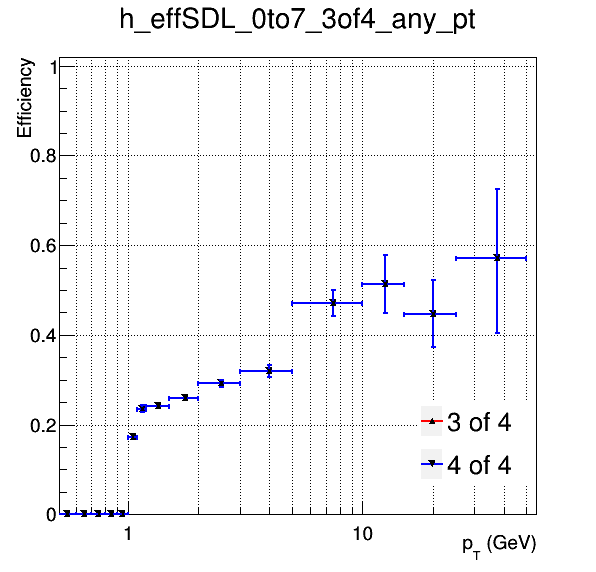 h_effSDL_0to7_3of4_any_pt
Efficiency
1
0.8
0.6
0.4
0.2
0
3 of 4
4 of 4
1
10
p_T (GeV)